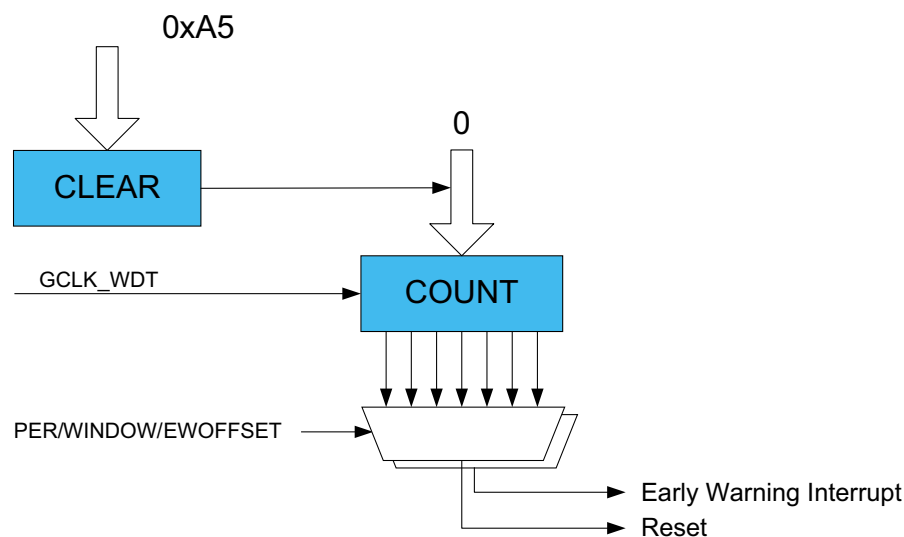 0xA5
0
CLEAR
GCLK_WDT
COUNT
PER/WINDOW/EWOFFSET
Early Warning Interrupt
Reset